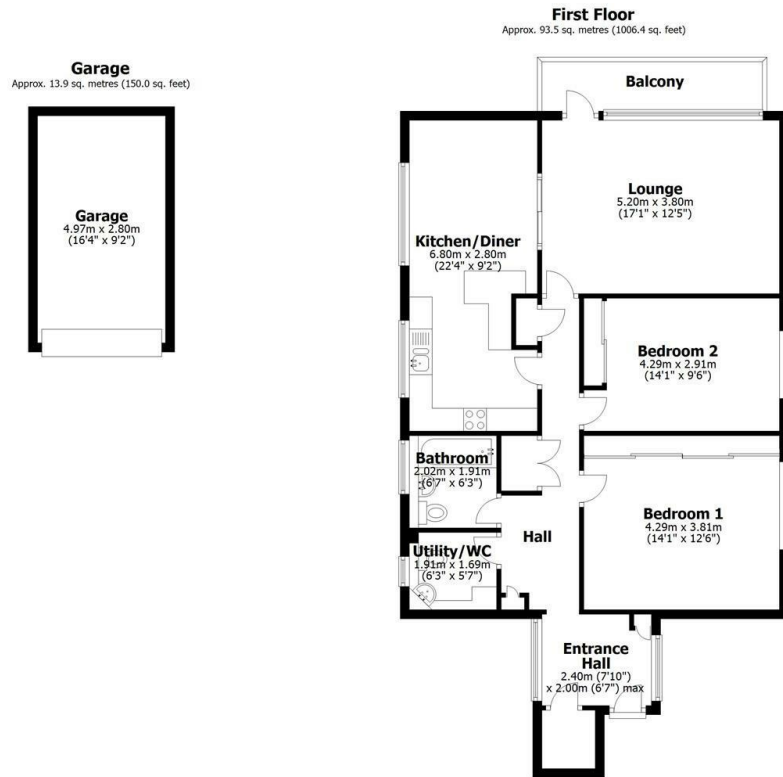 First Floor
Approx. 93.5 sq. metres (1006.4 sq. feet)
Garage
Approx. 13.9 sq. metres (150.0 sq. feet)
Balcony
Garage
4.97m x 2.80m
(16'4" x 9'2")
Lounge
5.20m x 3.80m
(17'1" x 12'5")
Kitchen/Diner
6.80m x 2.80m
(22'4" x 9'2")
Bedroom 2
4.29m x 2.91m
(14'1" x 9'6")
Bathroom
2.02m x 1.91m
(6'7" x 6'3")
Bedroom 1
4.29m x 3.81m
(14'1" x 12'6")
Hall
Utility/WC
1.91m x 1.69m
(6'3" x 5'7")
Entrance
Hall
2.40m (7'10")
x 2.00m (6'7") max